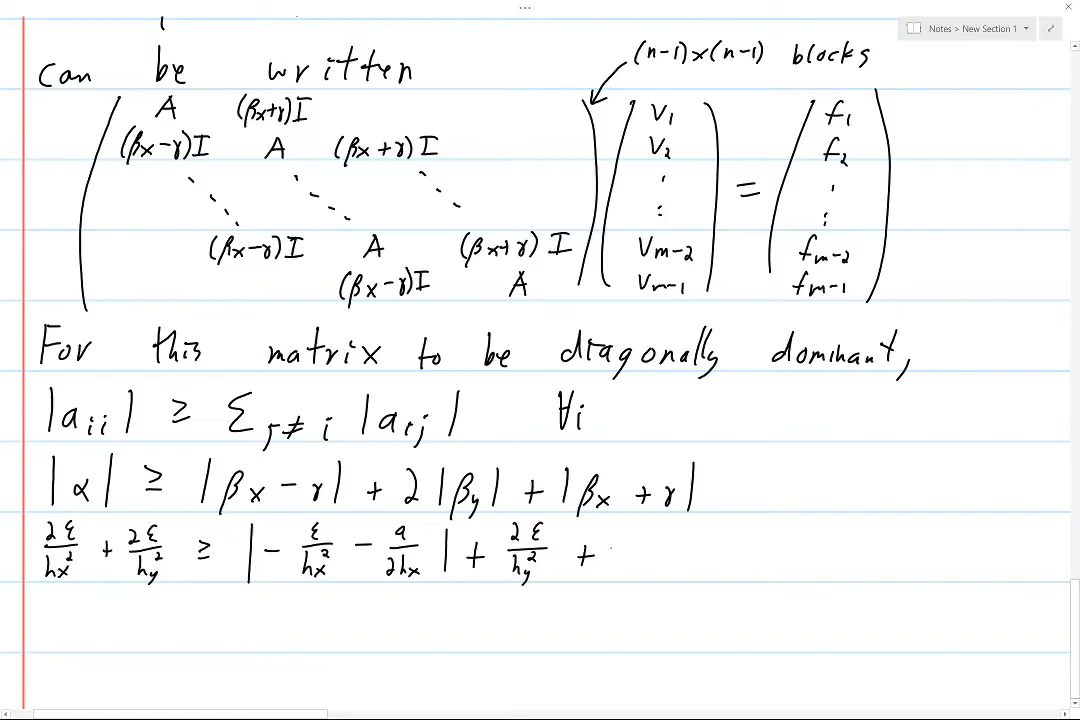 Notes > New Section 1
can be written
(n-1)×(n-1) blocks
A (βx+γ)I v1 f1
(βx-γ)I A (βx+γ)I v2 = f2
(βx-γ)I A (βx+γ)I vm-2 fm-2
(βx-γ)I A vm-1 fm-1
For this matrix to be diagonally dominant,
|aii| ≥ Σj≠i |aij| ∀i
|α| ≥ |βx - γ| + 2|βy| + |βx + γ|
2ε/hx² + 2ε/hy² ≥ |- ε/hx² - a/2hx| + 2ε/hy² +